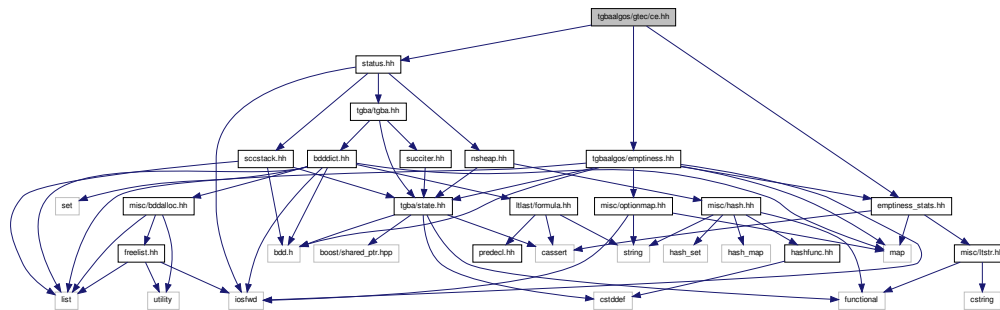 tgbaalgos/gtec/ce.hh
status.hh
tgba/tgba.hh
sccstack.hh
bdddict.hh
succiter.hh
nsheap.hh
tgbaalgos/emptiness.hh
set
misc/bddalloc.hh
tgba/state.hh
ltlast/formula.hh
misc/optionmap.hh
misc/hash.hh
emptiness_stats.hh
freelist.hh
bdd.h
boost/shared_ptr.hpp
predecl.hh
cassert
string
hash_set
hash_map
hashfunc.hh
map
misc/ltstr.hh
list
utility
iosfwd
cstddef
functional
cstring